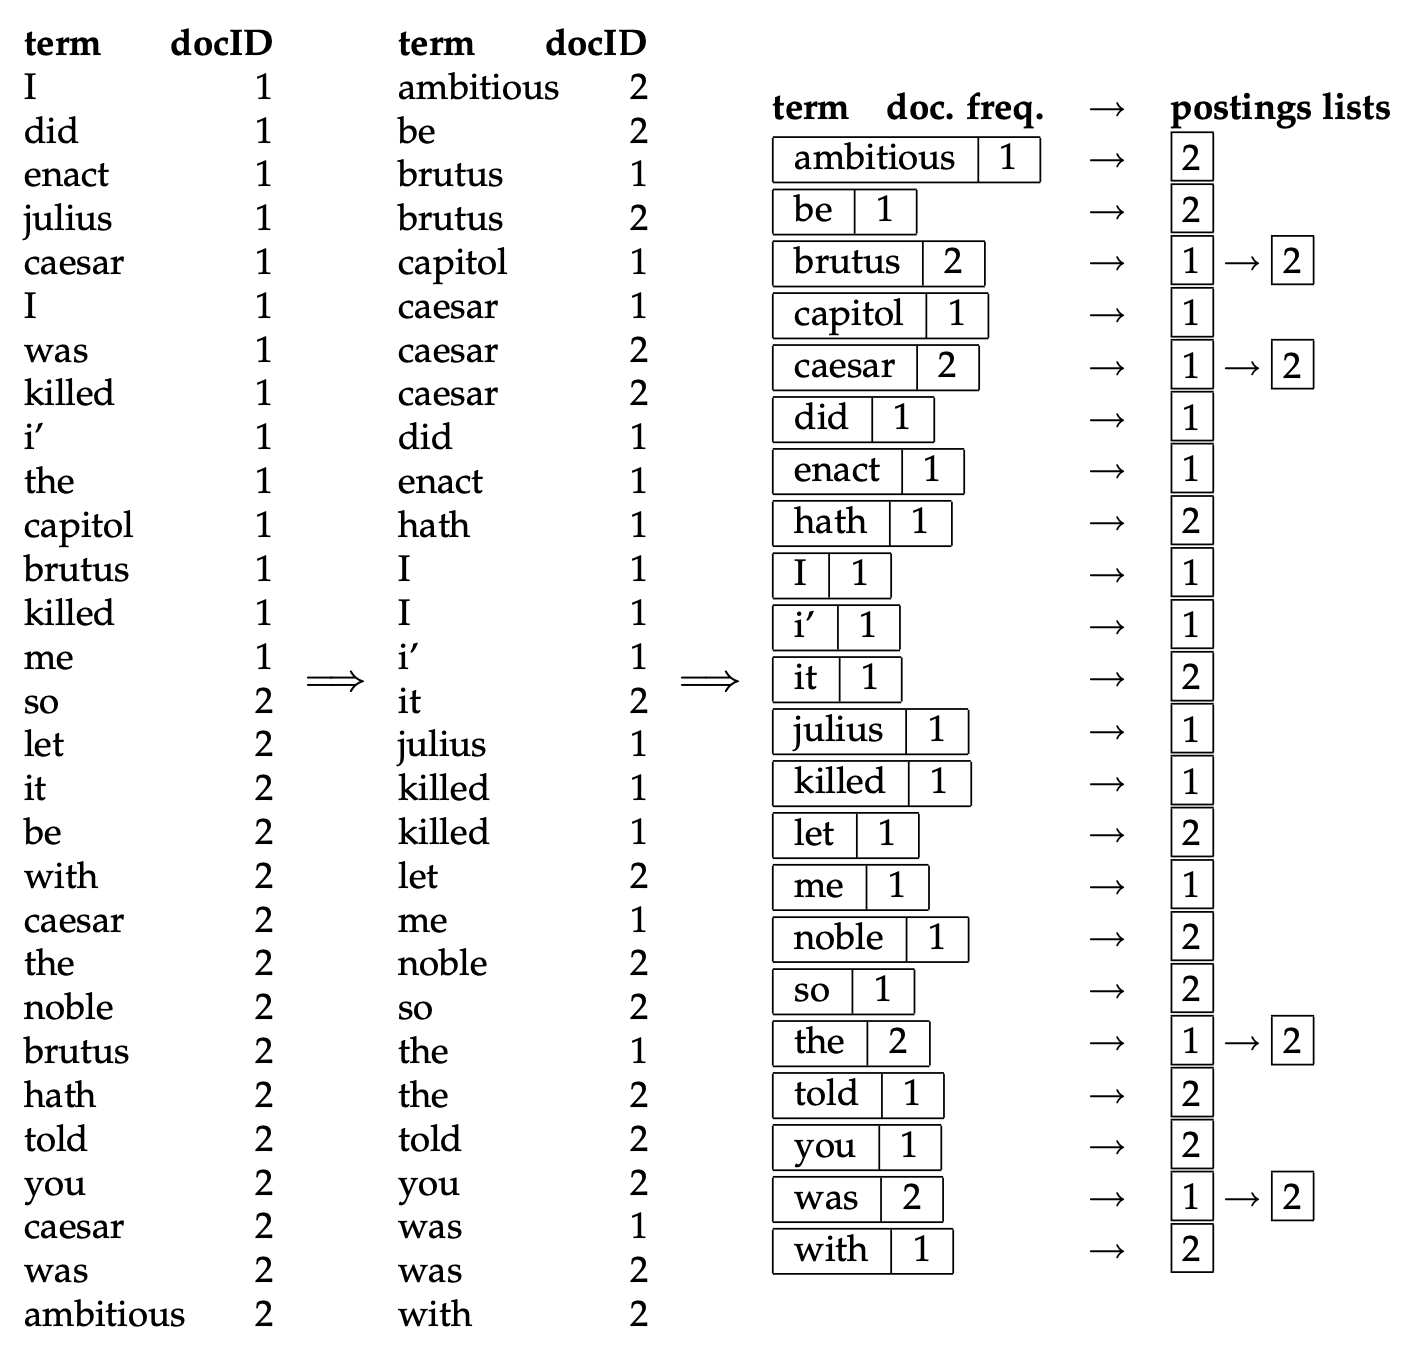 term docID
I 1
did 1
enact 1
julius 1
caesar 1
I 1
was 1
killed 1
i’ 1
the 1
capitol 1
brutus 1
killed 1
me 1
so 2
let 2
it 2
be 2
with 2
caesar 2
the 2
noble 2
brutus 2
hath 2
told 2
you 2
caesar 2
was 2
ambitious 2
⟹
term docID
ambitious 2
be 2
brutus 1
brutus 2
capitol 1
caesar 1
caesar 2
caesar 2
did 1
enact 1
hath 1
I 1
I 1
i’ 1
it 2
julius 1
killed 1
killed 1
let 2
me 1
noble 2
so 2
the 1
the 2
told 2
you 2
was 1
was 2
with 2
⟹
term doc. freq. → postings lists
ambitious 1 → 2
be 1 → 2
brutus 2 → 1 → 2
capitol 1 → 1
caesar 2 → 1 → 2
did 1 → 1
enact 1 → 1
hath 1 → 2
I 1 → 1
i’ 1 → 1
it 1 → 2
julius 1 → 1
killed 1 → 1
let 1 → 2
me 1 → 1
noble 1 → 2
so 1 → 2
the 2 → 1 → 2
told 1 → 2
you 1 → 2
was 2 → 1 → 2
with 1 → 2